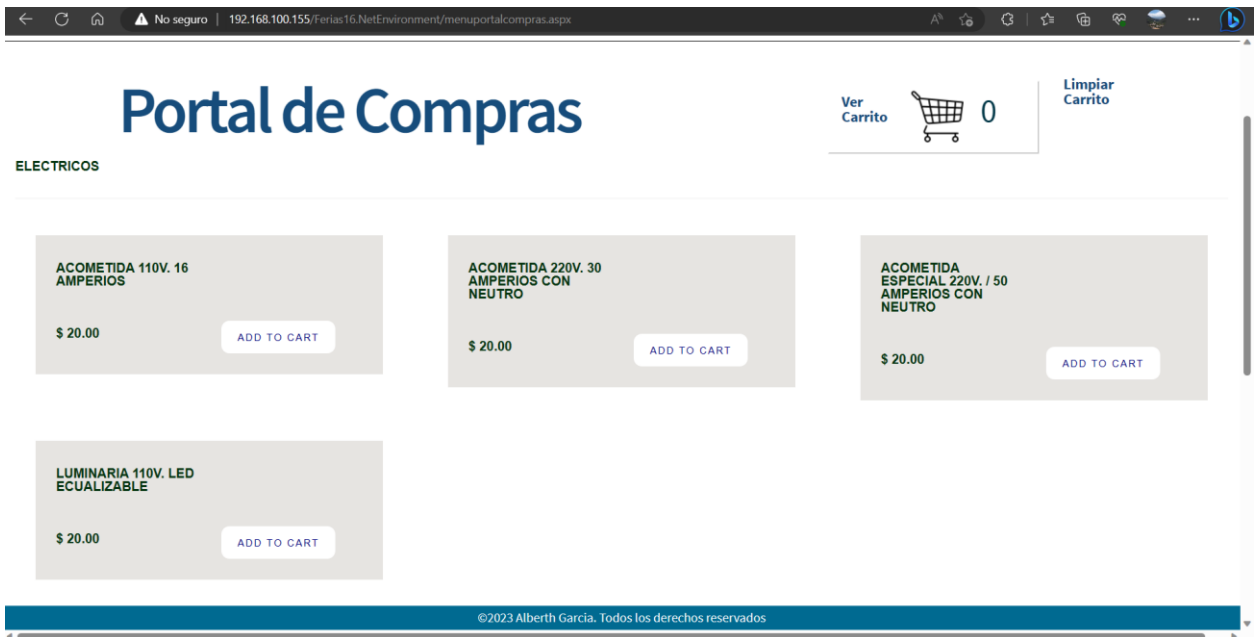 No seguro
192.168.100.155/Ferias16.NetEnvironment/menuportalcompras.aspx
Portal de Compras
Ver
Carrito
0
Limpiar
Carrito
ELECTRICOS
ACOMETIDA 110V. 16
AMPERIOS
$ 20.00
ADD TO CART
ACOMETIDA 220V. 30
AMPERIOS CON
NEUTRO
$ 20.00
ADD TO CART
ACOMETIDA
ESPECIAL 220V. / 50
AMPERIOS CON
NEUTRO
$ 20.00
ADD TO CART
LUMINARIA 110V. LED
ECUALIZABLE
$ 20.00
ADD TO CART
©2023 Alberth Garcia. Todos los derechos reservados